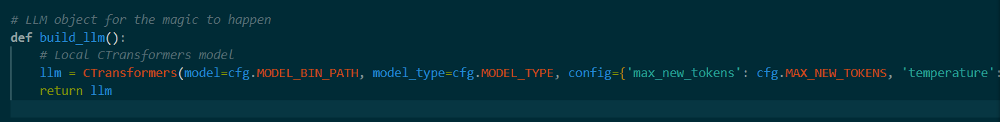 # LLM object for the magic to happen
def build_llm():
    # Local CTransformers model
    llm = CTransformers(model=cfg.MODEL_BIN_PATH, model_type=cfg.MODEL_TYPE, config={'max_new_tokens': cfg.MAX_NEW_TOKENS, 'temperature':
    return llm